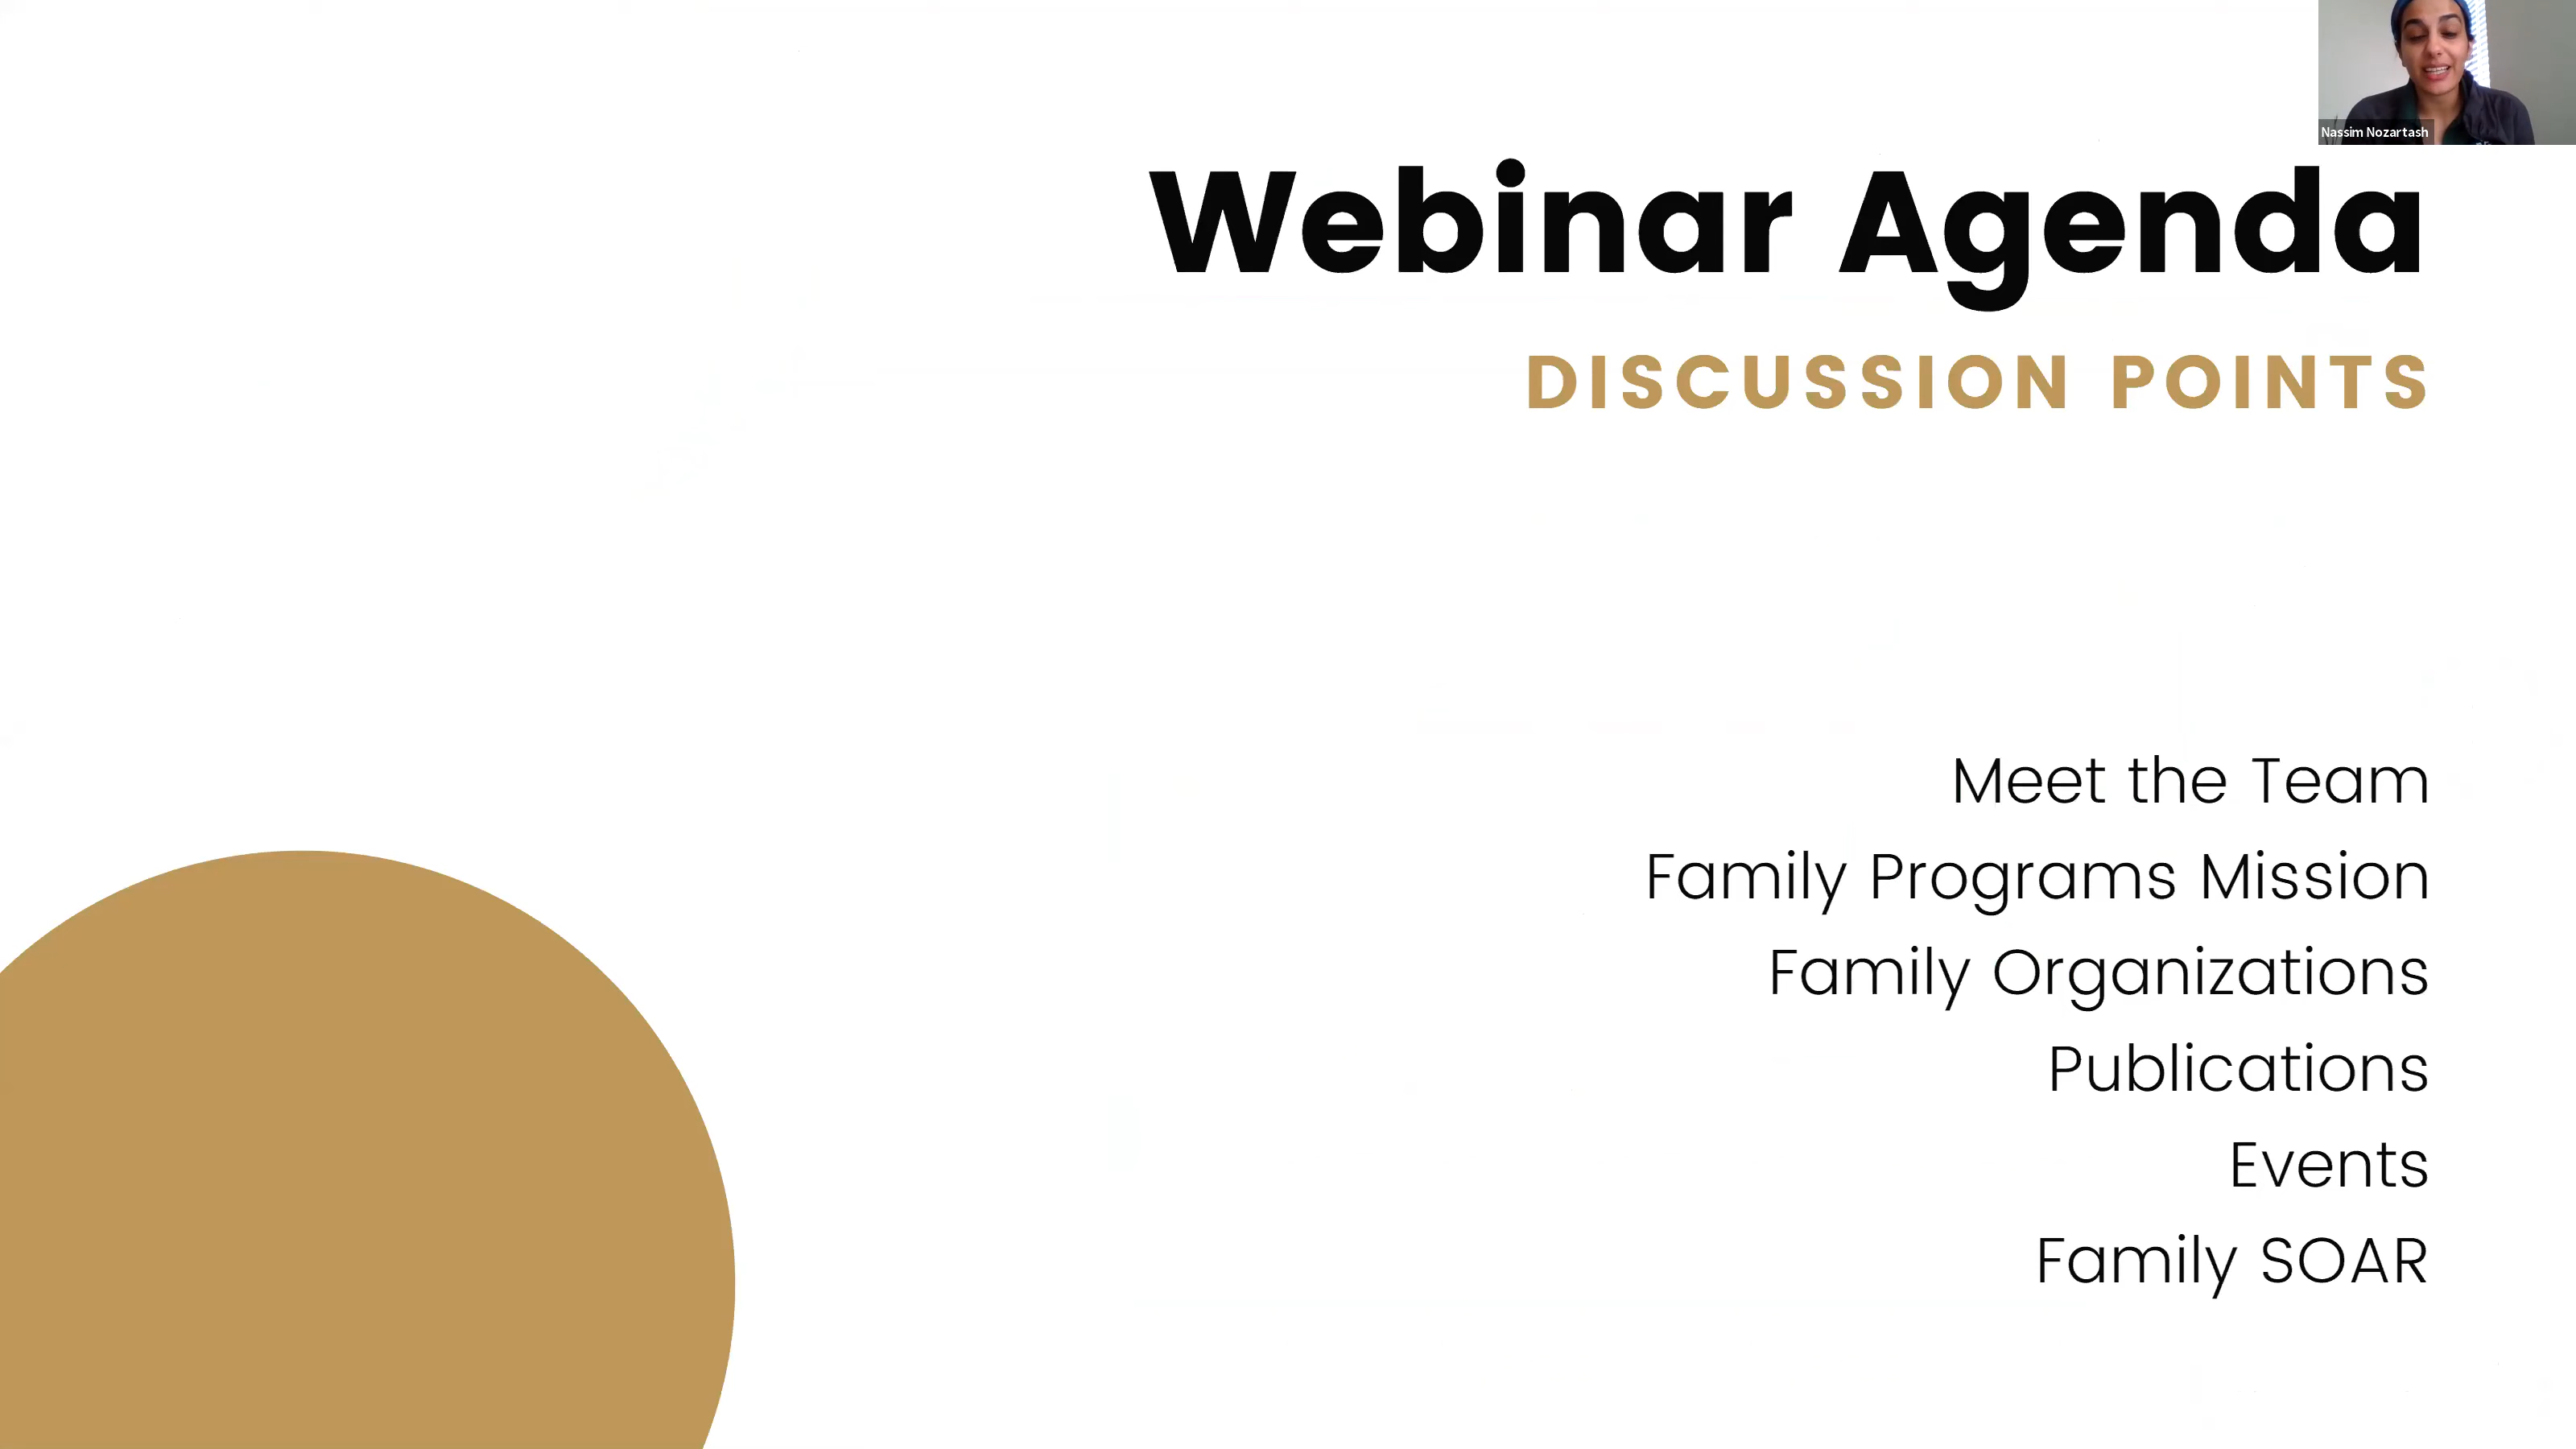 Nassim Nozartash
Webinar Agenda
DISCUSSION POINTS
Meet the Team
Family Programs Mission
Family Organizations
Publications
Events
Family SOAR